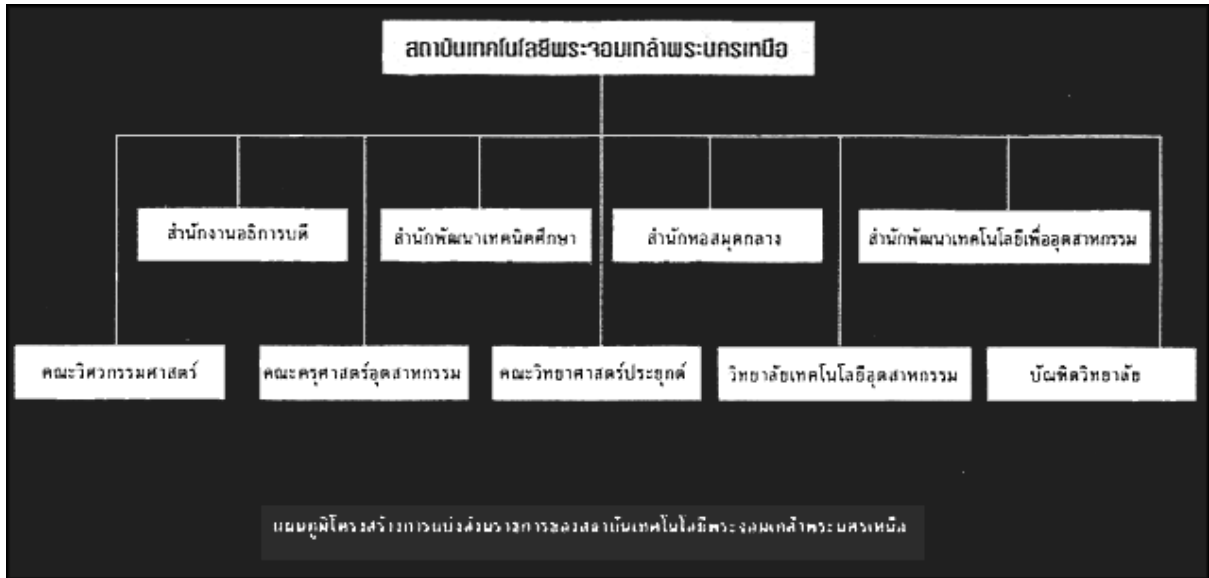 สถาบันเทคโนโลยีพระจอมเกล้าพระนครเหนือ
สำนักงานอธิการบดี
สำนักพัฒนาเทคนิคศึกษา
สำนักหอสมุดกลาง
สำนักพัฒนาเทคโนโลยีเพื่ออุตสาหกรรม
คณะวิศวกรรมศาสตร์
คณะครุศาสตร์อุตสาหกรรม
คณะวิทยาศาสตร์ประยุกต์
วิทยาลัยเทคโนโลยีอุตสาหกรรม
บัณฑิตวิทยาลัย
แผนภูมิโครงสร้างการแบ่งส่วนราชการของสถาบันเทคโนโลยีพระจอมเกล้าพระนครเหนือ